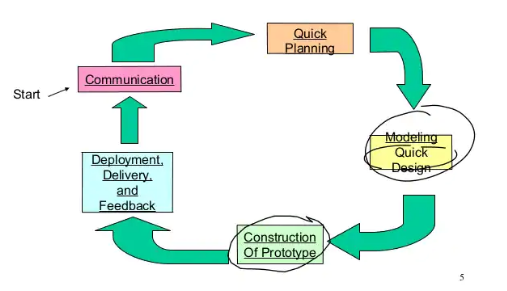 Quick
Planning
Communication
Start
Modeling
Quick
Design
Deployment,
Delivery,
and
Feedback
Construction
Of Prototype
5